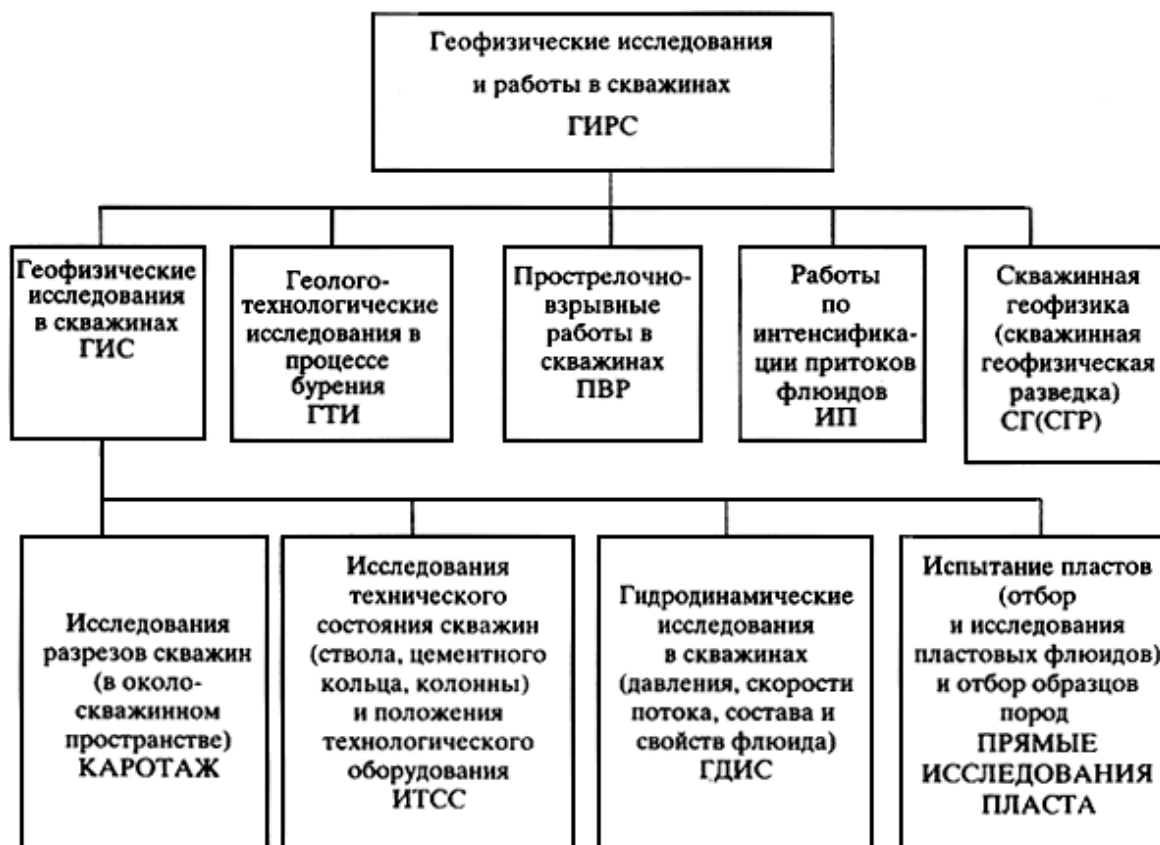 Геофизические исследования
и работы в скважинах
ГИРС
Геофизические
исследования
в скважинах
ГИС
Геолого-
технологические
исследования в
процессе
бурения
ГТИ
Прострелочно-
взрывные
работы в
скважинах
ПВР
Работы
по
интенсифика-
ции притоков
флюидов
ИП
Скважинная
геофизика
(скважинная
геофизическая
разведка)
СГ(СГР)
Исследования
разрезов скважин
(в около-
скважинном
пространстве)
КАРОТАЖ
Исследования
технического
состояния скважин
(ствола, цементного
кольца, колонны)
и положения
технологического
оборудования
ИТСС
Гидродинамические
исследования
в скважинах
(давления, скорости
потока, состава и
свойств флюида)
ГДИС
Испытание пластов
(отбор
и исследования
пластовых флюидов)
и отбор образцов
пород
ПРЯМЫЕ
ИССЛЕДОВАНИЯ
ПЛАСТА